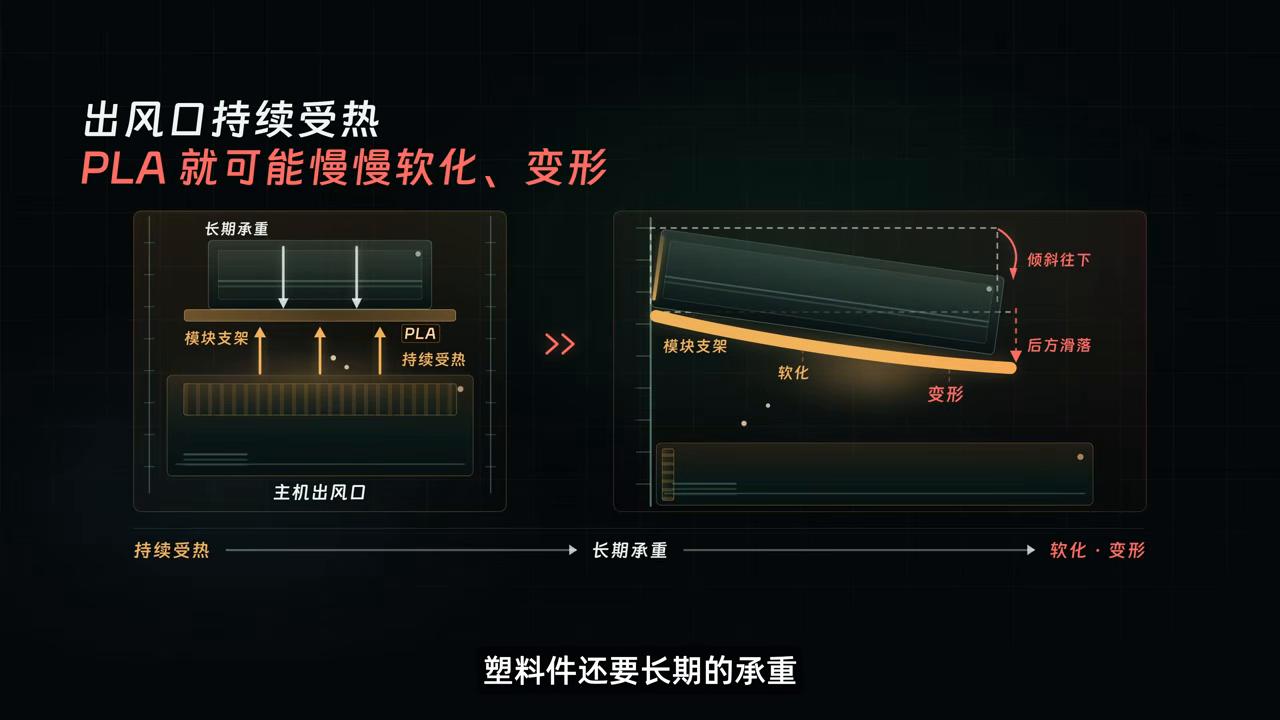 出风口持续受热
PLA 就可能慢慢软化、变形
长期承重
模块支架
PLA
持续受热
主机出风口
倾斜往下
后方滑落
模块支架
软化
变形
持续受热
长期承重
软化 · 变形
塑料件还要长期的承重